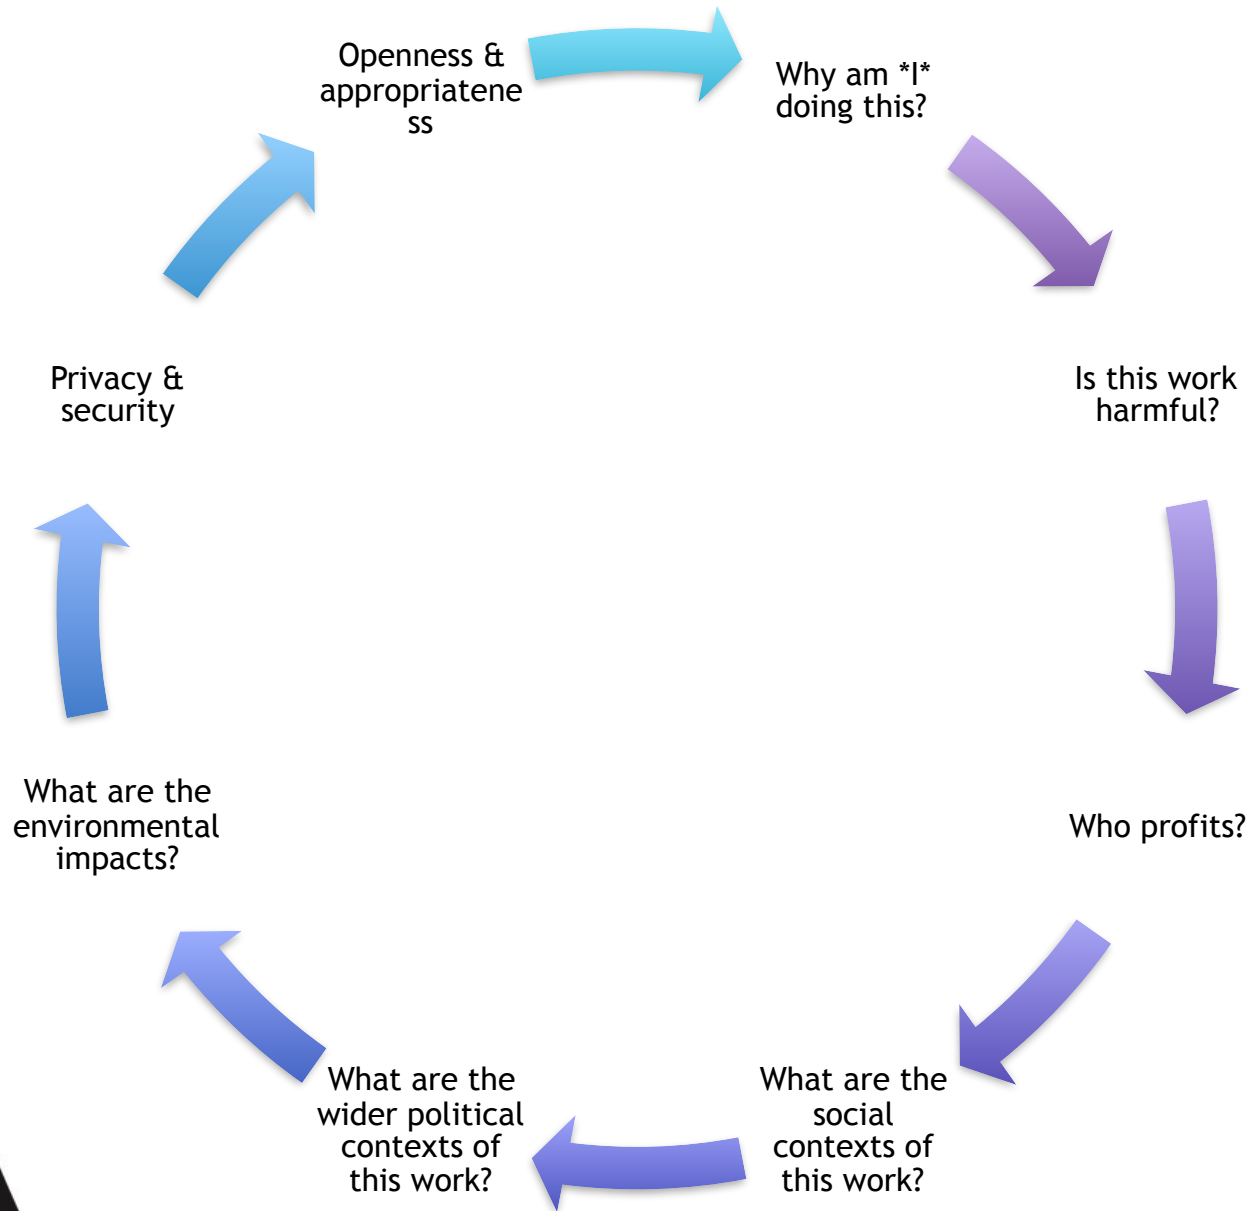 Openness &
appropriatene
ss
Why am *I*
doing this?
Is this work
harmful?
Who profits?
What are the
social
contexts of
this work?
What are the
wider political
contexts of
this work?
What are the
environmental
impacts?
Privacy &
security